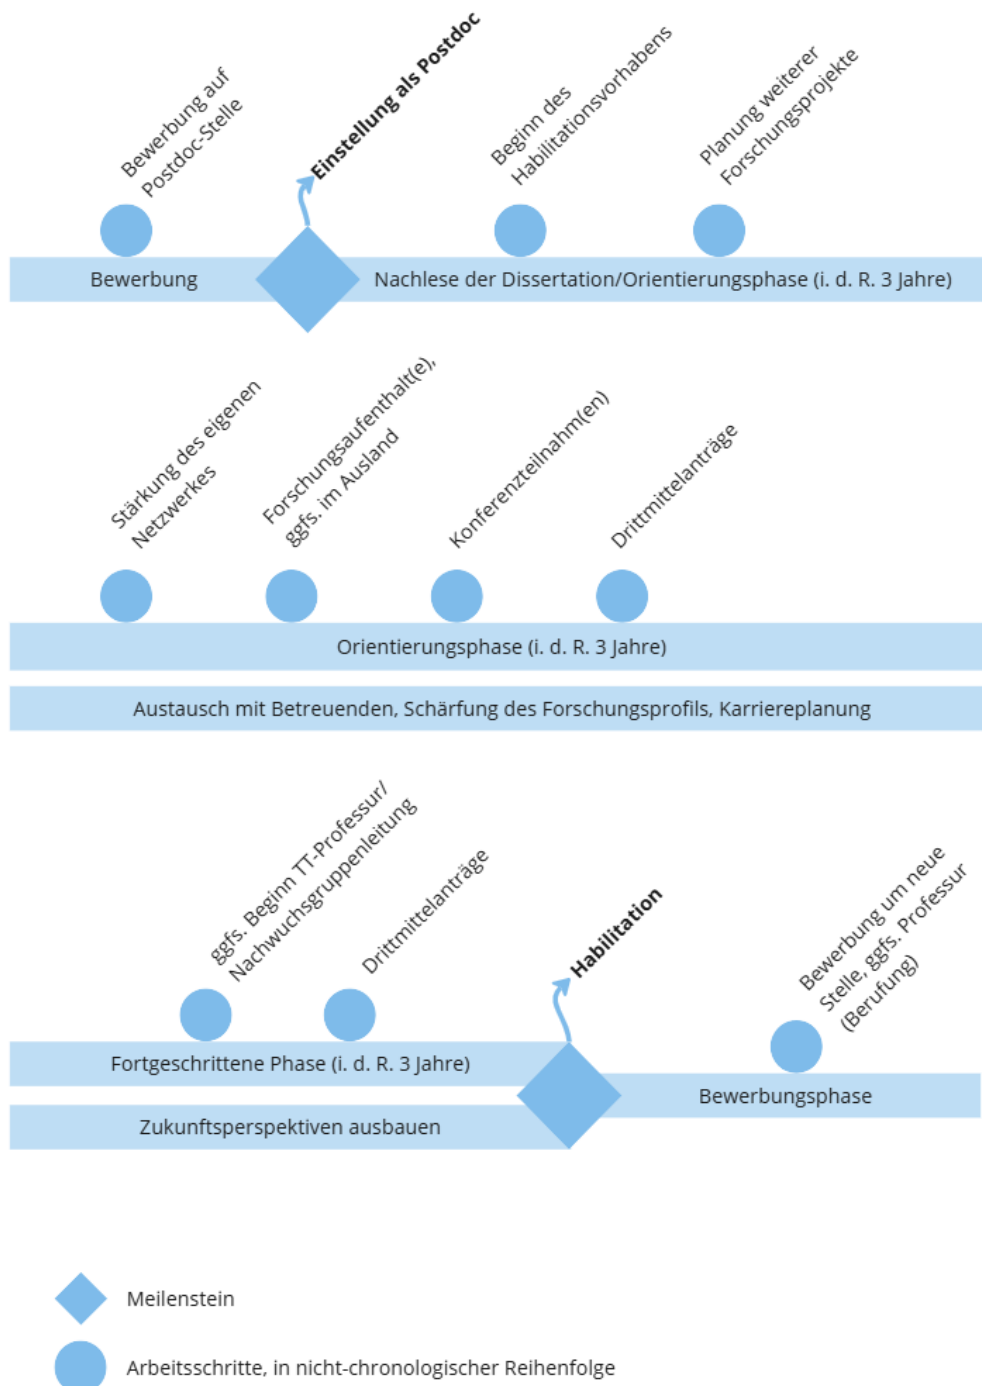 Bewerbung auf
Postdoc-Stelle
Einstellung als Postdoc
Beginn des
Habilitationsvorhabens
Planung weiterer
Forschungsprojekte
Bewerbung
Nachlese der Dissertation/Orientierungsphase (i. d. R. 3 Jahre)
Stärkung des eigenen
Netzwerkes
Forschungsaufenthalt(e),
ggfs. im Ausland
Konferenzteilnahm(en)
Drittmittelanträge
Orientierungsphase (i. d. R. 3 Jahre)
Austausch mit Betreuenden, Schärfung des Forschungsprofils, Karriereplanung
ggfs. Beginn TT-Professur/
Nachwuchsgruppenleitung
Drittmittelanträge
Habilitation
Bewerbung um neue
Stelle, ggfs. Professur
(Berufung)
Fortgeschrittene Phase (i. d. R. 3 Jahre)
Bewerbungsphase
Zukunftsperspektiven ausbauen
Meilenstein
Arbeitsschritte, in nicht-chronologischer Reihenfolge